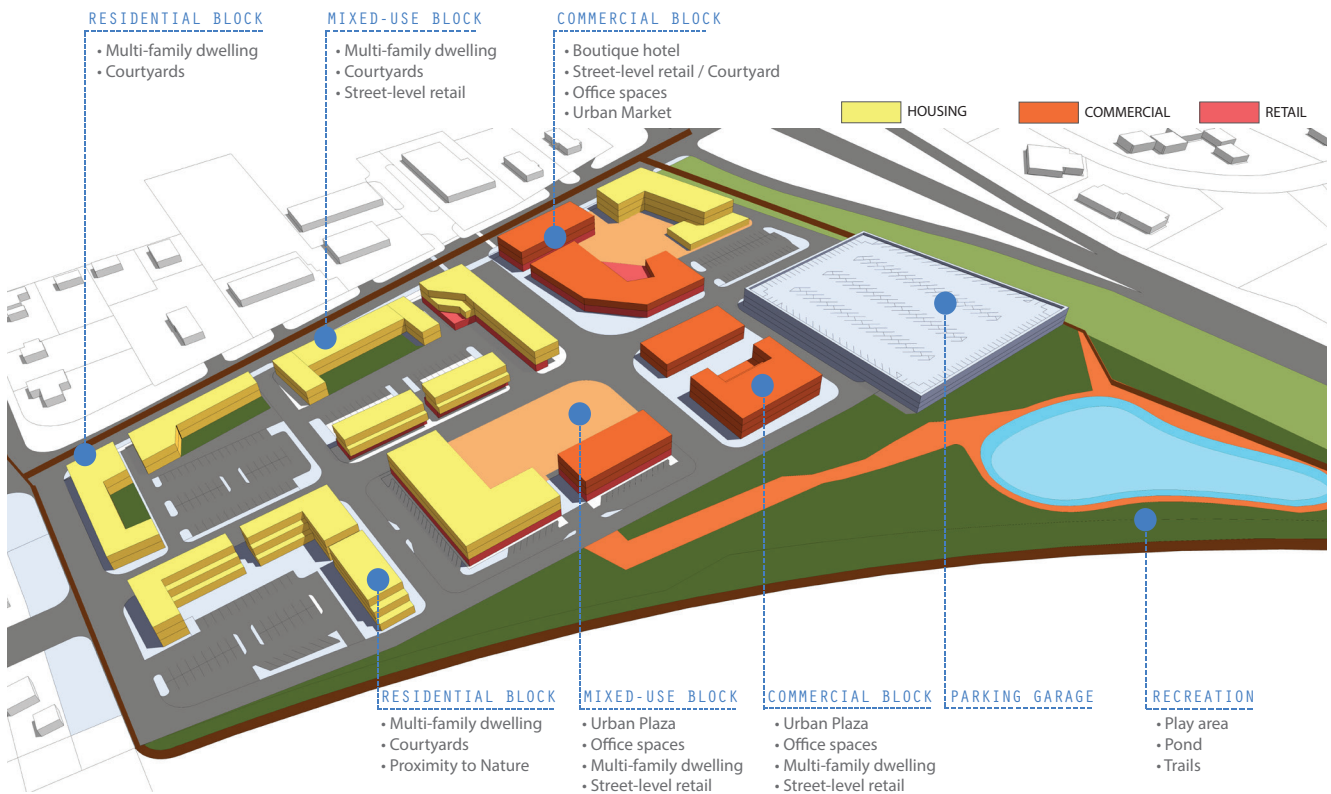 RESIDENTIAL BLOCK
• Multi-family dwelling
• Courtyards
MIXED-USE BLOCK
• Multi-family dwelling
• Courtyards
• Street-level retail
COMMERCIAL BLOCK
• Boutique hotel
• Street-level retail / Courtyard
• Office spaces
• Urban Market
HOUSING
COMMERCIAL
RETAIL
RESIDENTIAL BLOCK
• Multi-family dwelling
• Courtyards
• Proximity to Nature
MIXED-USE BLOCK
• Urban Plaza
• Office spaces
• Multi-family dwelling
• Street-level retail
COMMERCIAL BLOCK
• Urban Plaza
• Office spaces
• Multi-family dwelling
• Street-level retail
PARKING GARAGE
RECREATION
• Play area
• Pond
• Trails